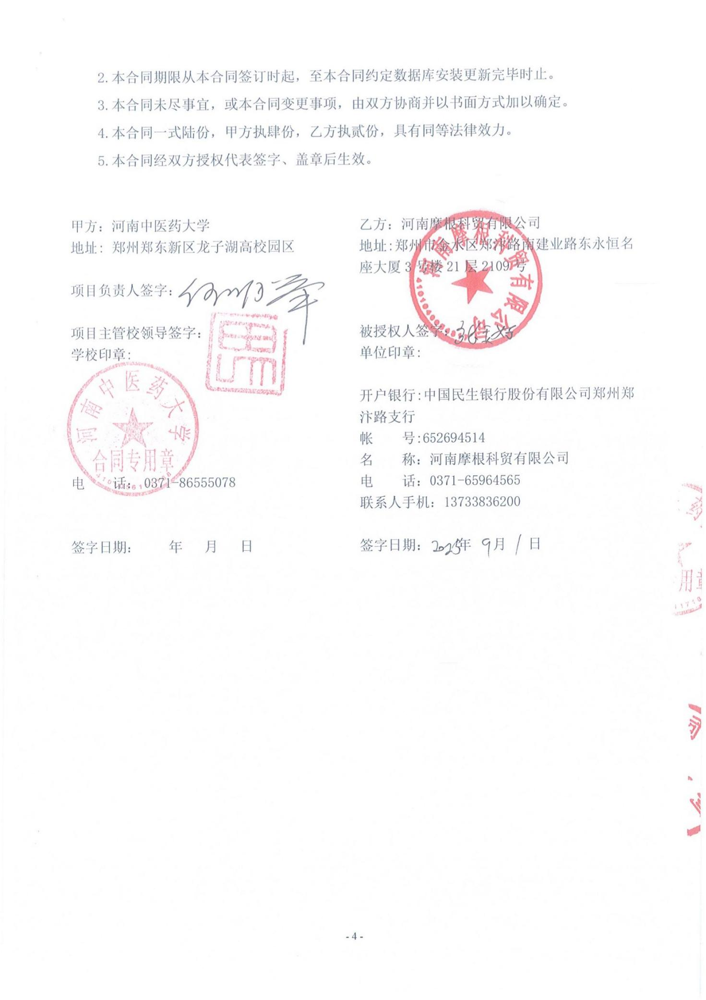 2.本合同期限从本合同签订时起，至本合同约定数据库安装更新完毕时止。
3.本合同未尽事宜，或本合同变更事项，由双方协商并以书面方式加以确定。
4.本合同一式陆份，甲方执肆份，乙方执贰份，具有同等法律效力。
5.本合同经双方授权代表签字、盖章后生效。
甲方：河南中医药大学
地址：郑州郑东新区龙子湖高校园区
项目负责人签字：
项目主管校领导签字：
学校印章：
河南中医药大学
合同专用章
电 话：0371-86555078
签字日期： 年 月 日
乙方：河南摩根科贸有限公司
地址:郑州市金水区郑汴路南建业路东永恒名
座大厦 3 号楼 21 层 2109 号
河南摩根科贸有限公司
被授权人签字：
单位印章：
开户银行:中国民生银行股份有限公司郑州郑
汴路支行
帐 号:652694514
名 称：河南摩根科贸有限公司
电 话：0371-65964565
联系人手机：13733836200
签字日期：2025年 9月 1 日
用章
- 4 -